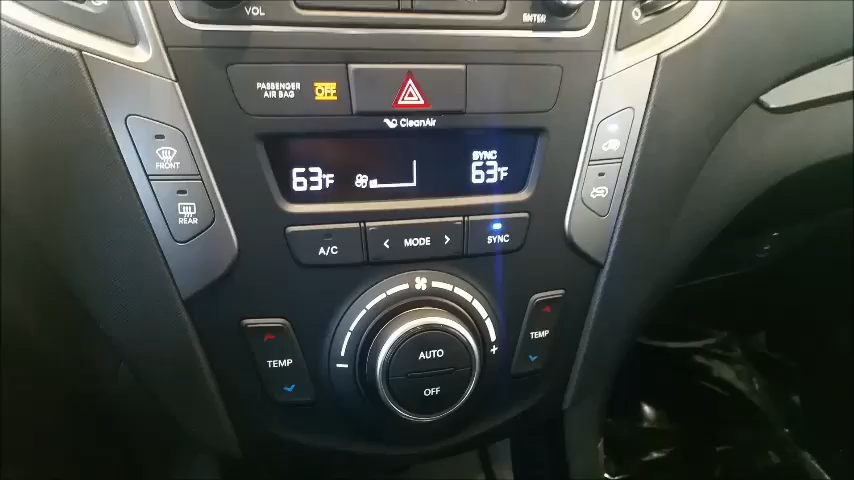 VOL
ENTER
PASSENGER
AIR BAG
OFF
CleanAir
63°F
SYNC
63°F
FRONT
REAR
A/C
< MODE >
SYNC
TEMP
− +
AUTO
OFF
TEMP